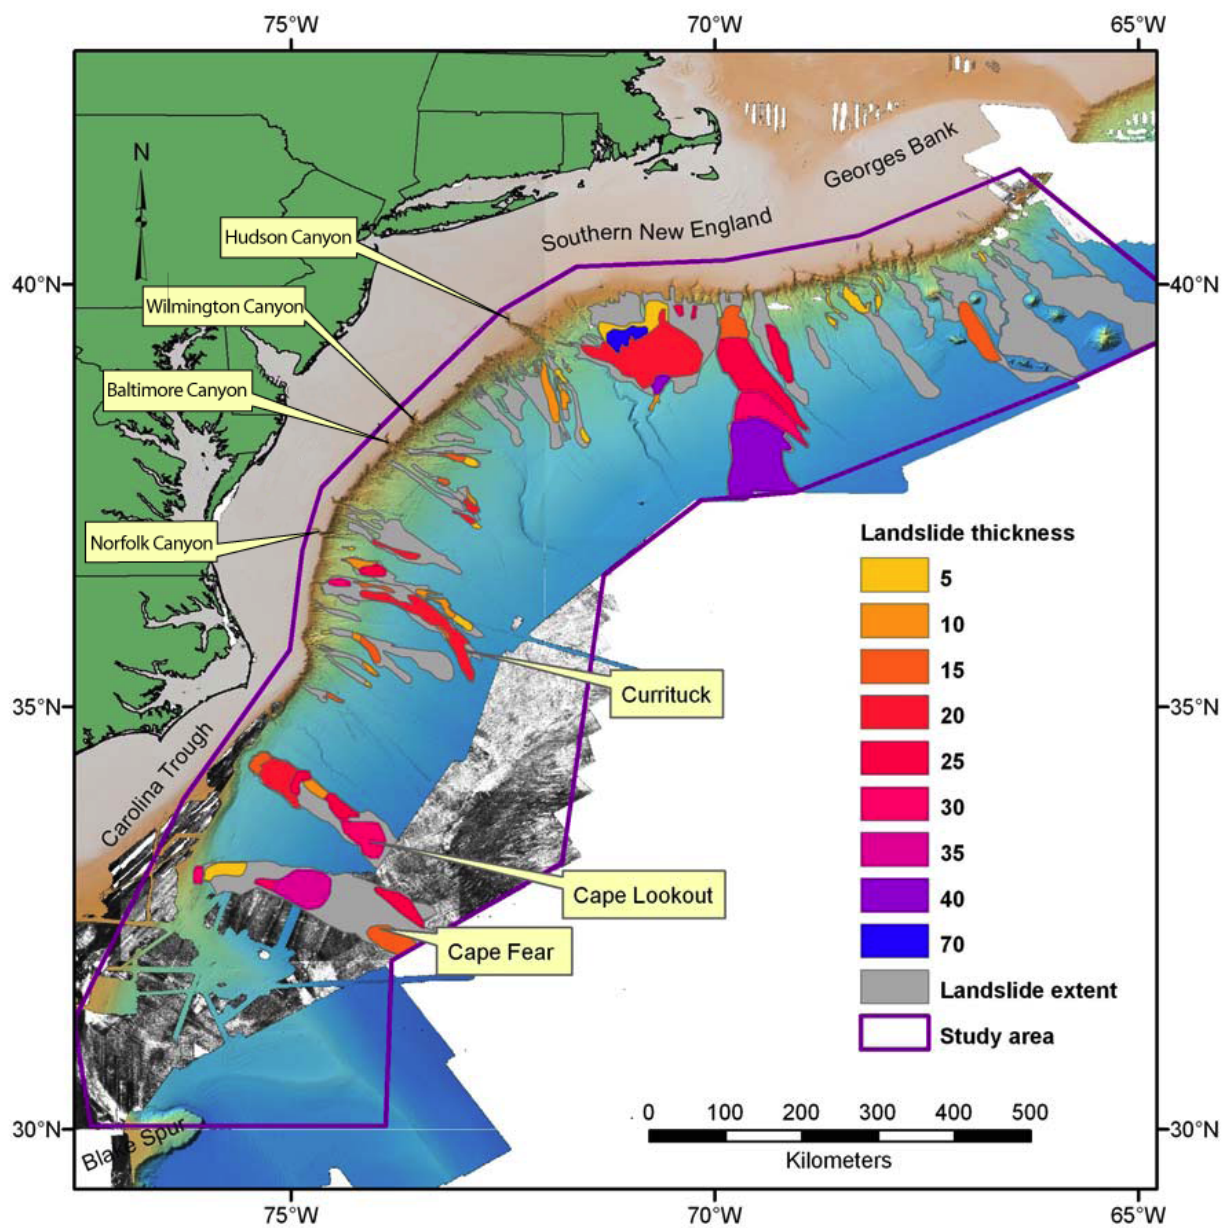 75°W
70°W
65°W
N
Georges Bank
Southern New England
Hudson Canyon
40°N
40°N
Wilmington Canyon
Baltimore Canyon
Norfolk Canyon
Landslide thickness
5
10
15
20
25
30
35
40
70
Landslide extent
Study area
Currituck
35°N
35°N
Carolina Trough
Cape Lookout
Cape Fear
0 100 200 300 400 500
Kilometers
30°N
30°N
Blake Spur
75°W
70°W
65°W